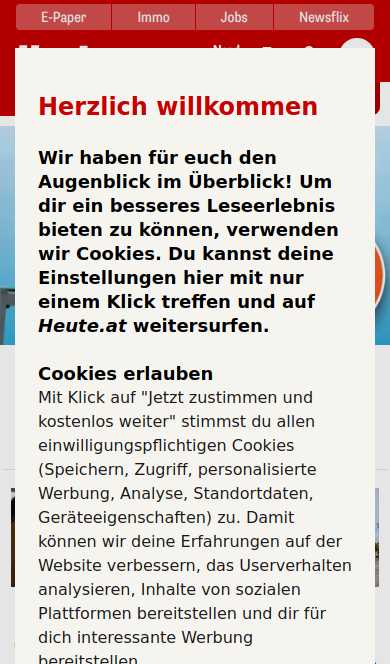 E-Paper
Immo
Jobs
Newsflix
Herzlich willkommen
Wir haben für euch den
Augenblick im Überblick! Um
dir ein besseres Leseerlebnis
bieten zu können, verwenden
wir Cookies. Du kannst deine
Einstellungen hier mit nur
einem Klick treffen und auf
Heute.at weitersurfen.
Cookies erlauben
Mit Klick auf "Jetzt zustimmen und
kostenlos weiter" stimmst du allen
einwilligungspflichtigen Cookies
(Speichern, Zugriff, personalisierte
Werbung, Analyse, Standortdaten,
Geräteeigenschaften) zu. Damit
können wir deine Erfahrungen auf der
Website verbessern, das Userverhalten
analysieren, Inhalte von sozialen
Plattformen bereitstellen und dir für
dich interessante Werbung
bereitstellen